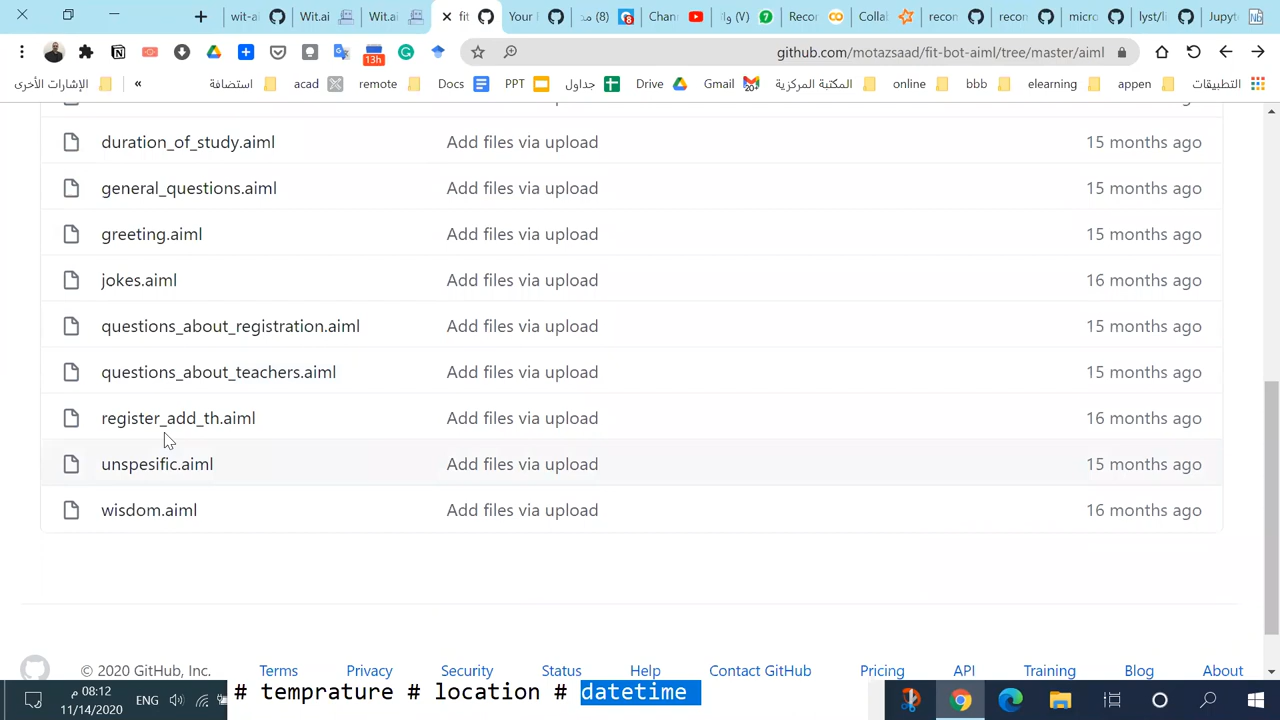 wit-a
Wit.ai
Wit.ai
fit
Your l
8) مد
Chan
V) وا
Reco
Colla
recon
recon
micro
lyst/li
Jupyt
13h
github.com/motazsaad/fit-bot-aiml/tree/master/aiml
الإشارات الأخرى
»
استضافة
acad
remote
Docs
PPT
جداول
Drive
Gmail
المكتبة المركزية
online
bbb
elearning
appen
التطبيقات
duration_of_study.aiml Add files via upload 15 months ago
general_questions.aiml Add files via upload 15 months ago
greeting.aiml Add files via upload 15 months ago
jokes.aiml Add files via upload 16 months ago
questions_about_registration.aiml Add files via upload 15 months ago
questions_about_teachers.aiml Add files via upload 15 months ago
register_add_th.aiml Add files via upload 16 months ago
unspesific.aiml Add files via upload 15 months ago
wisdom.aiml Add files via upload 16 months ago
© 2020 GitHub, Inc. Terms Privacy Security Status Help Contact GitHub Pricing API Training Blog About
# temprature # location # datetime
08:12 م
ENG
11/14/2020